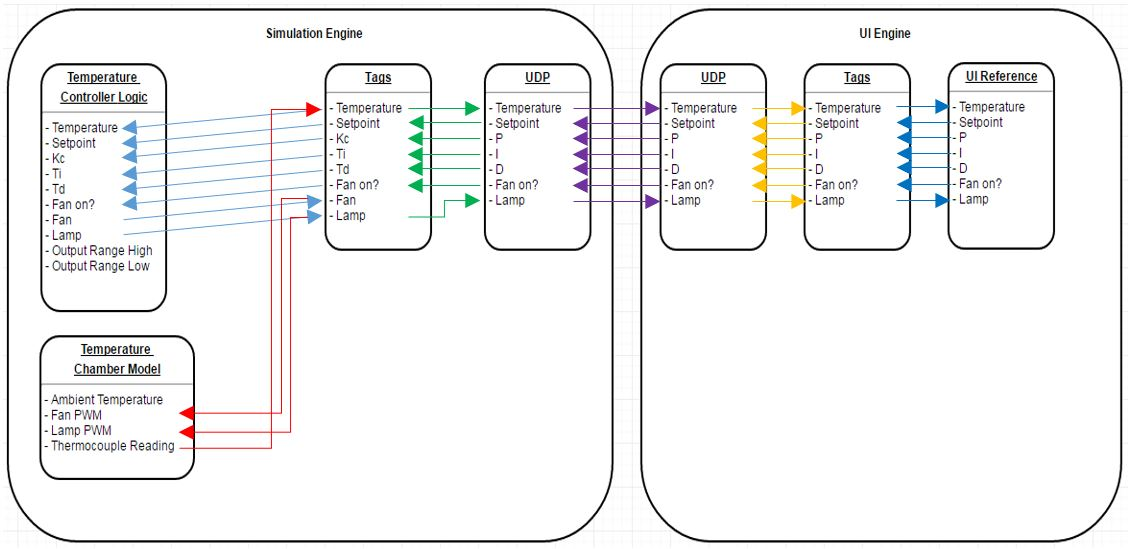 Simulation Engine
Temperature
Controller Logic
- Temperature
- Setpoint
- Kc
- Ti
- Td
- Fan on?
- Fan
- Lamp
- Output Range High
- Output Range Low
Temperature
Chamber Model
- Ambient Temperature
- Fan PWM
- Lamp PWM
- Thermocouple Reading
Tags
- Temperature
- Setpoint
- Kc
- Ti
- Td
- Fan on?
- Fan
- Lamp
UDP
- Temperature
- Setpoint
- P
- I
- D
- Fan on?
- Lamp
UI Engine
UDP
- Temperature
- Setpoint
- P
- I
- D
- Fan on?
- Lamp
Tags
- Temperature
- Setpoint
- P
- I
- D
- Fan on?
- Lamp
UI Reference
- Temperature
- Setpoint
- P
- I
- D
- Fan on?
- Lamp